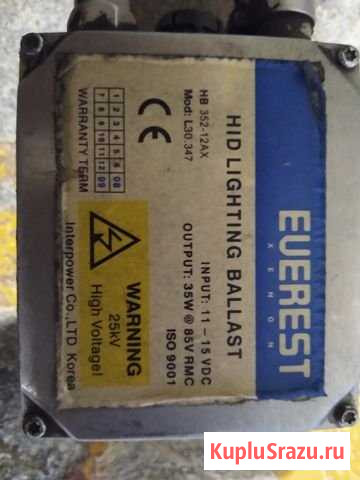 EVEREST
XENON
HID LIGHTING BALLAST
HB 352-12AX
Mod: L30.347
INPUT: 11 – 15 VDC
OUTPUT: 35W @ 85V RMC
ISO 9001
CE
WARNING
25kV
High Voltage!
1 2 3 4 5 6 08
7 8 9 10 11 12 09
WARRANTY TERM
Interpower Co., LTD Korea
KupluSrazu.ru